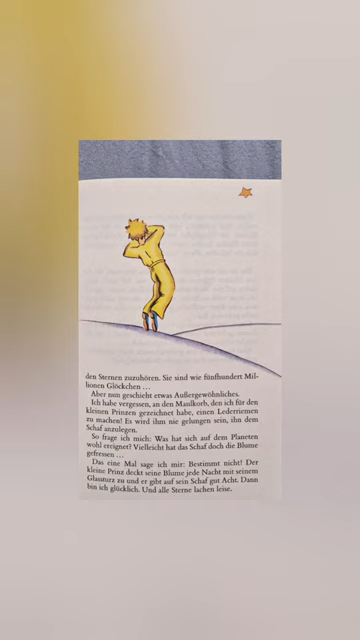 den Sternen zuzuhören. Sie sind wie fünfhundert Mil-
lionen Glöckchen ...
Aber nun geschieht etwas Außergewöhnliches.
Ich habe vergessen, an den Maulkorb, den ich für den
kleinen Prinzen gezeichnet habe, einen Lederriemen
zu machen! Es wird ihm nie gelungen sein, ihn dem
Schaf anzulegen.
So frage ich mich: Was hat sich auf dem Planeten
wohl ereignet? Vielleicht hat das Schaf doch die Blume
gefressen ...
Das eine Mal sage ich mir: Bestimmt nicht! Der
kleine Prinz deckt seine Blume jede Nacht mit seinem
Glassturz zu und er gibt auf sein Schaf gut Acht. Dann
bin ich glücklich. Und alle Sterne lachen leise.